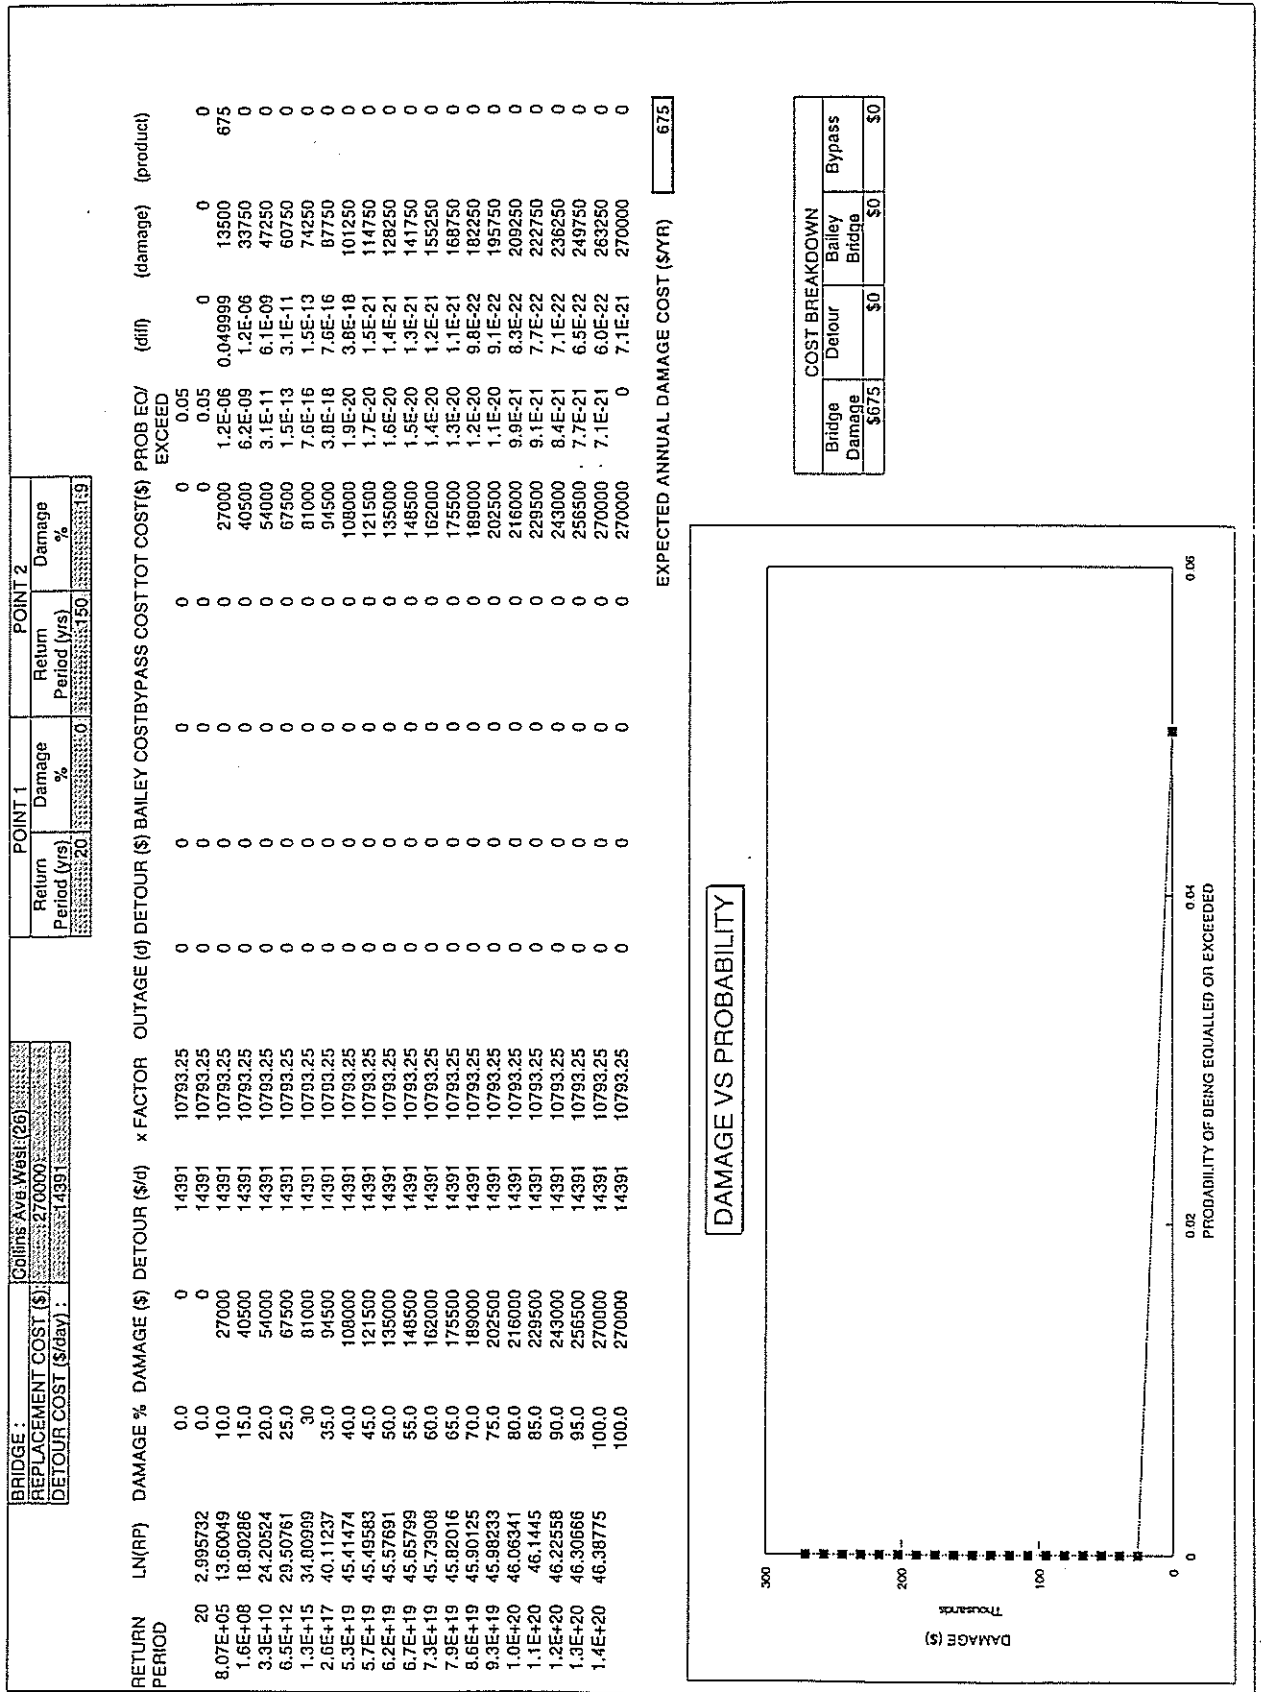 BRIDGE : Collins Ave West (26)
REPLACEMENT COST ($): 270000
DETOUR COST ($/day) : 14391
POINT 1 POINT 2
Return Period (yrs) Damage % Return Period (yrs) Damage %
20 0 150 1.9
RETURN PERIOD LN(RP) DAMAGE % DAMAGE ($) DETOUR ($/d) x FACTOR OUTAGE (d) DETOUR ($) BAILEY COST BYPASS COST TOT COST($) PROB EQ/ EXCEED (diff) (damage) (product)
0.0 0 14391 10793.25 0 0 0 0 0 0.05
20 2.995732 0.0 0 14391 10793.25 0 0 0 0 0 0.05 0 0 0
8.07E+05 13.60049 10.0 27000 14391 10793.25 0 0 0 0 27000 1.2E-06 0.049999 13500 675
1.6E+08 18.90286 15.0 40500 14391 10793.25 0 0 0 0 40500 6.2E-09 1.2E-06 33750 0
3.3E+10 24.20524 20.0 54000 14391 10793.25 0 0 0 0 54000 3.1E-11 6.1E-09 47250 0
6.5E+12 29.50761 25.0 67500 14391 10793.25 0 0 0 0 67500 1.5E-13 3.1E-11 60750 0
1.3E+15 34.80999 30 81000 14391 10793.25 0 0 0 0 81000 7.6E-16 1.5E-13 74250 0
2.6E+17 40.11237 35.0 94500 14391 10793.25 0 0 0 0 94500 3.8E-18 7.6E-16 87750 0
5.3E+19 45.41474 40.0 108000 14391 10793.25 0 0 0 0 108000 1.9E-20 3.8E-18 101250 0
5.7E+19 45.49583 45.0 121500 14391 10793.25 0 0 0 0 121500 1.7E-20 1.5E-21 114750 0
6.2E+19 45.57691 50.0 135000 14391 10793.25 0 0 0 0 135000 1.6E-20 1.4E-21 128250 0
6.7E+19 45.65799 55.0 148500 14391 10793.25 0 0 0 0 148500 1.5E-20 1.3E-21 141750 0
7.3E+19 45.73908 60.0 162000 14391 10793.25 0 0 0 0 162000 1.4E-20 1.2E-21 155250 0
7.9E+19 45.82016 65.0 175500 14391 10793.25 0 0 0 0 175500 1.3E-20 1.1E-21 168750 0
8.6E+19 45.90125 70.0 189000 14391 10793.25 0 0 0 0 189000 1.2E-20 9.8E-22 182250 0
9.3E+19 45.98233 75.0 202500 14391 10793.25 0 0 0 0 202500 1.1E-20 9.1E-22 195750 0
1.0E+20 46.06341 80.0 216000 14391 10793.25 0 0 0 0 216000 9.9E-21 8.3E-22 209250 0
1.1E+20 46.1445 85.0 229500 14391 10793.25 0 0 0 0 229500 9.1E-21 7.7E-22 222750 0
1.2E+20 46.22558 90.0 243000 14391 10793.25 0 0 0 0 243000 8.4E-21 7.1E-22 236250 0
1.3E+20 46.30666 95.0 256500 14391 10793.25 0 0 0 0 256500 7.7E-21 6.5E-22 249750 0
1.4E+20 46.38775 100.0 270000 14391 10793.25 0 0 0 0 270000 7.1E-21 6.0E-22 263250 0
100.0 270000 14391 10793.25 0 0 0 0 270000 0 7.1E-21 270000 0
EXPECTED ANNUAL DAMAGE COST ($/YR) 675
DAMAGE VS PROBABILITY
DAMAGE ($)
Thousands
300
200
100
0
0 0.02 0.04 0.06
PROBABILITY OF BEING EQUALLED OR EXCEEDED
COST BREAKDOWN
Bridge Damage Detour Bailey Bridge Bypass
$675 $0 $0 $0